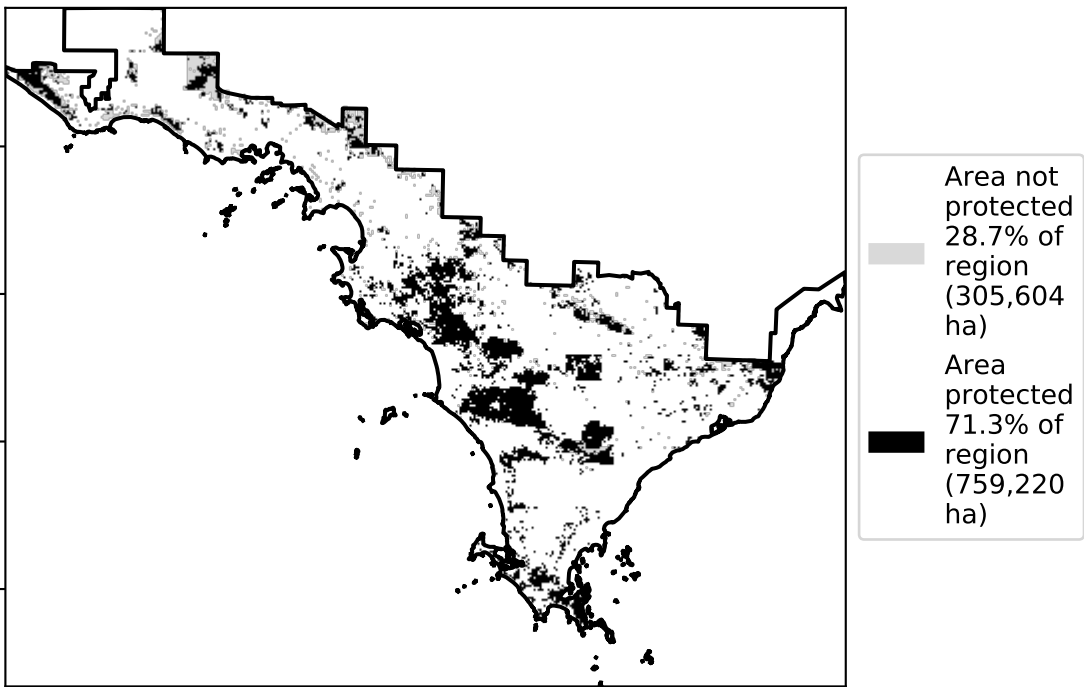 Area not
protected
28.7% of
region
(305,604
ha)
Area
protected
71.3% of
region
(759,220
ha)